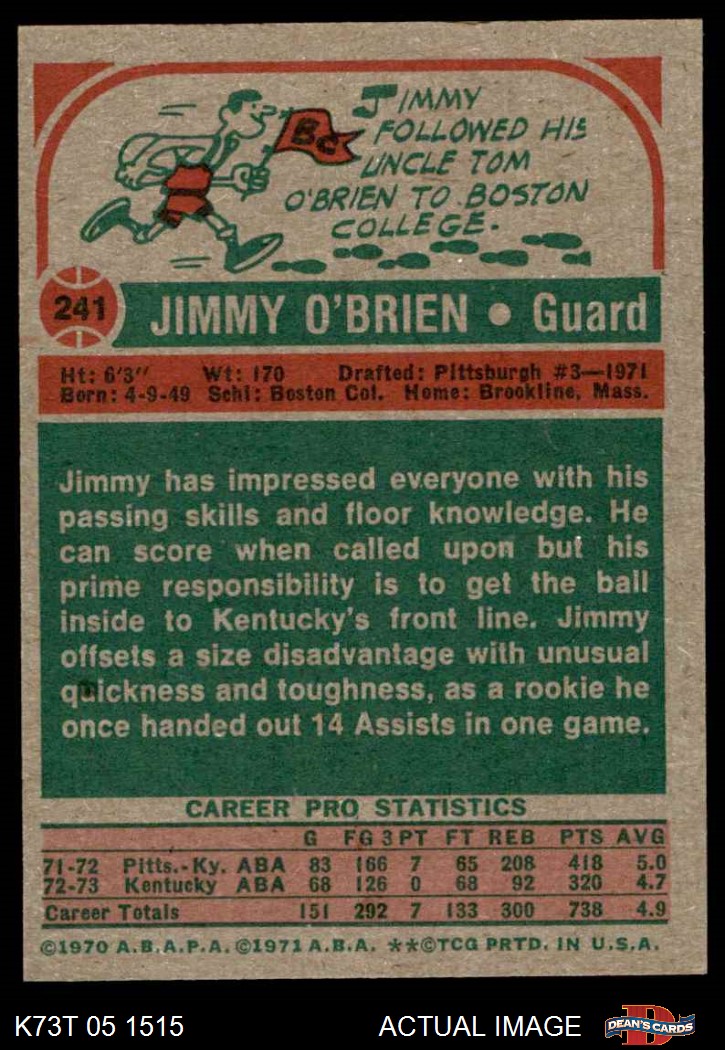 JIMMY
FOLLOWED HIS
UNCLE TOM
O'BRIEN TO BOSTON
COLLEGE.
BC
241
JIMMY O'BRIEN • Guard
Ht: 6'3" Wt: 170 Drafted: Pittsburgh #3—1971
Born: 4-9-49 Schl: Boston Col. Home: Brookline, Mass.
Jimmy has impressed everyone with his
passing skills and floor knowledge. He
can score when called upon but his
prime responsibility is to get the ball
inside to Kentucky's front line. Jimmy
offsets a size disadvantage with unusual
quickness and toughness, as a rookie he
once handed out 14 Assists in one game.
CAREER PRO STATISTICS
G FG 3PT FT REB PTS AVG
71-72 Pitts.-Ky. ABA 83 166 7 65 208 418 5.0
72-73 Kentucky ABA 68 126 0 68 92 320 4.7
Career Totals 151 292 7 133 300 738 4.9
©1970 A.B.A.P.A. ©1971 A.B.A. **©TCG PRTD. IN U.S.A.
K73T 05 1515 ACTUAL IMAGE
D
DEAN'S CARDS